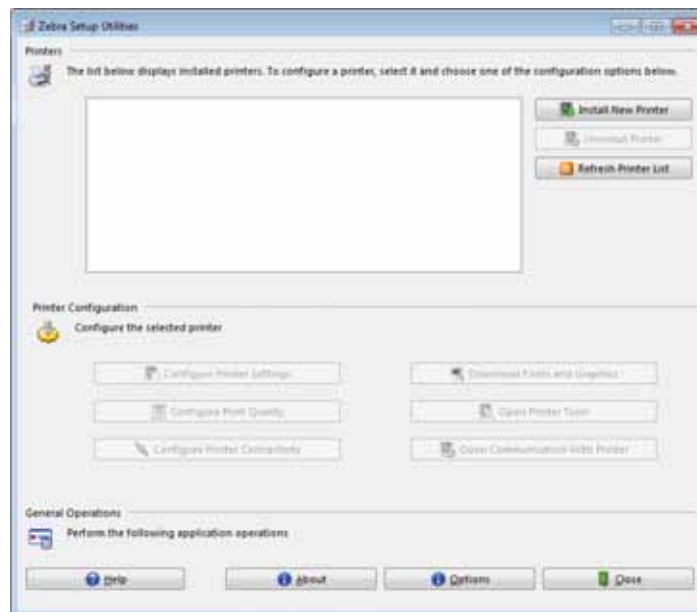 Zebra Setup Utilities
Printers
The list below displays installed printers. To configure a printer, select it and choose one of the configuration options below.
Install New Printer
Uninstall Printer
Refresh Printer List
Printer Configuration
Configure the selected printer
Configure Printer Settings
Download Fonts and Graphics
Configure Print Quality
Open Printer Tools
Configure Printer Connectivity
Open Communication With Printer
General Operations
Perform the following application operations
Help
About
Options
Close